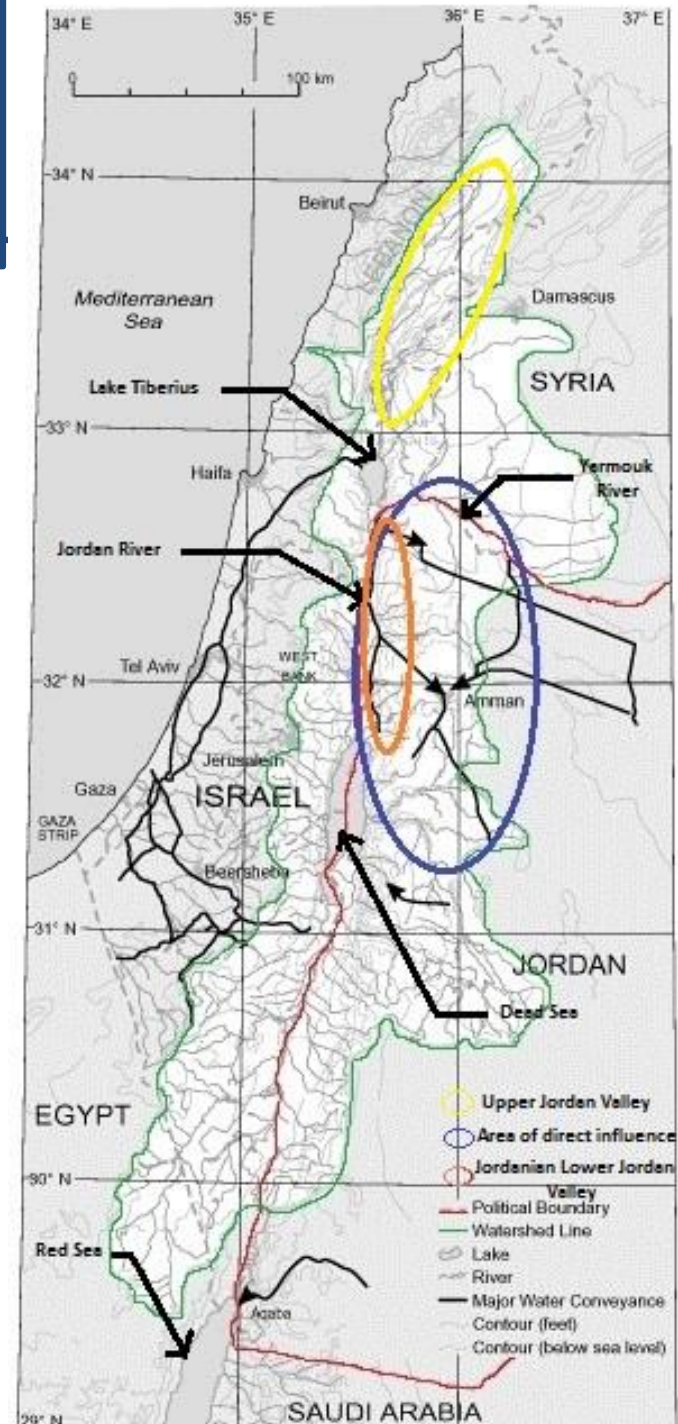 34° E
35° E
36° E
37° E
0
100 km
34° N
Beirut
LEBANON
Mediterranean
Sea
Damascus
SYRIA
Lake Tiberius
33° N
Haifa
Yarmouk
River
Jordan River
Tel Aviv
WEST
BANK
32° N
Amman
Jerusalem
Gaza
ISRAEL
GAZA
STRIP
Beersheba
31° N
JORDAN
Dead Sea
EGYPT
Upper Jordan Valley
Area of direct influence
Jordanian Lower Jordan
Valley
30° N
Political Boundary
Watershed Line
Red Sea
Lake
River
Major Water Conveyance
Aqaba
Contour (feet)
Contour (below sea level)
SAUDI ARABIA
29° N